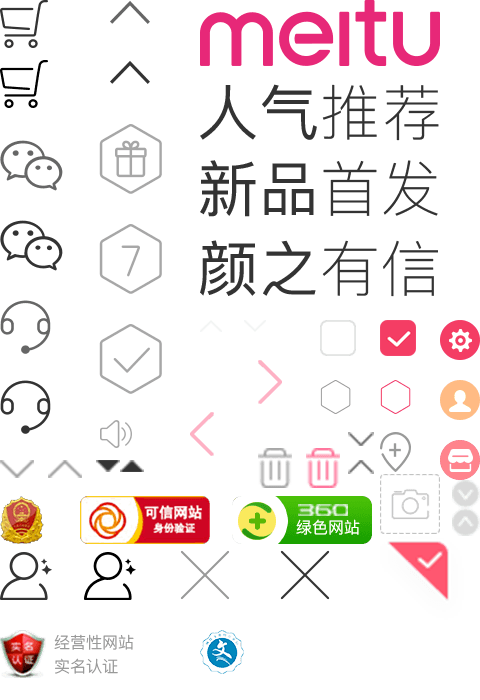 meitu
人气推荐
新品首发
颜之有信
7
可信网站
身份验证
360
绿色网站
实名
认证
经营性网站
实名认证